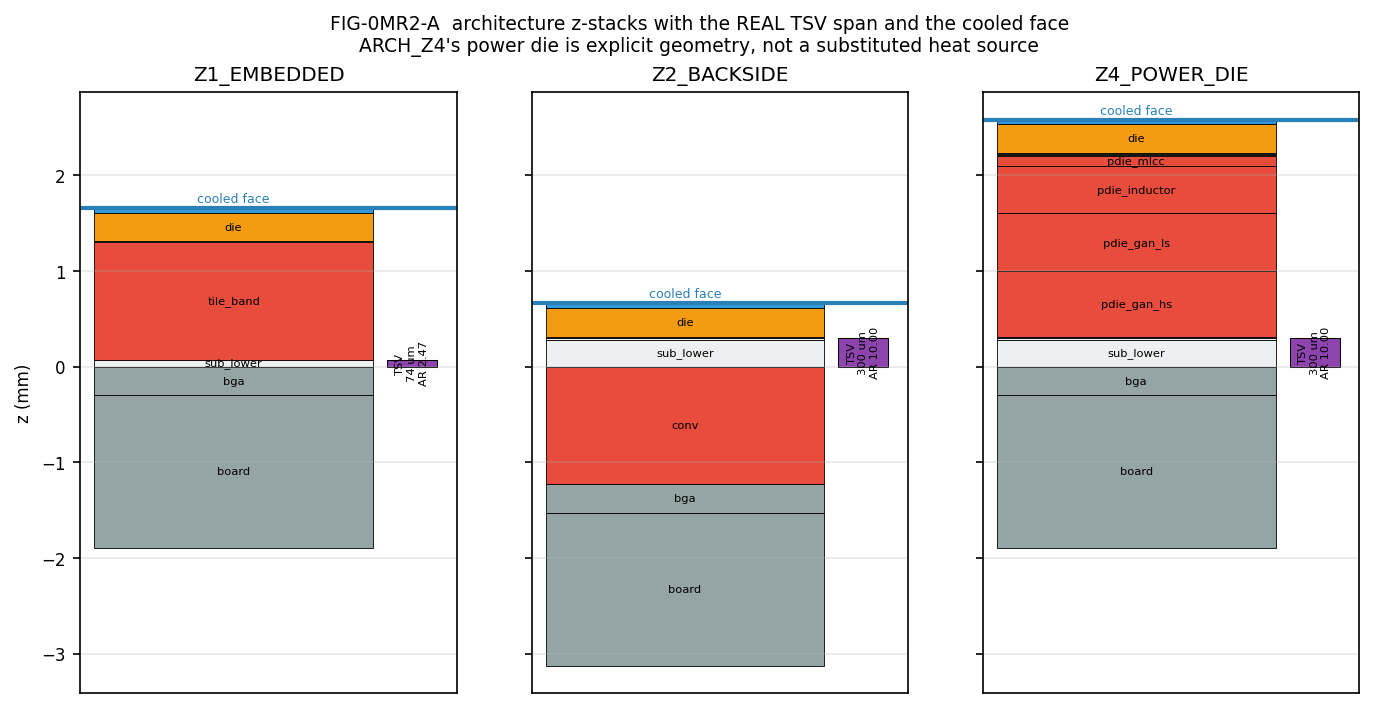 FIG-0MR2-A  architecture z-stacks with the REAL TSV span and the cooled face
ARCH_Z4's power die is explicit geometry, not a substituted heat source
Z1_EMBEDDED
Z2_BACKSIDE
Z4_POWER_DIE
z (mm)
2
1
0
−1
−2
−3
cooled face
die
tile_band
sub_lower
bga
board
TSV
74 um
AR 2.47
cooled face
die
sub_lower
conv
bga
board
TSV
300 um
AR 10.00
cooled face
die
pdie_mlcc
pdie_inductor
pdie_gan_ls
pdie_gan_hs
sub_lower
bga
board
TSV
300 um
AR 10.00